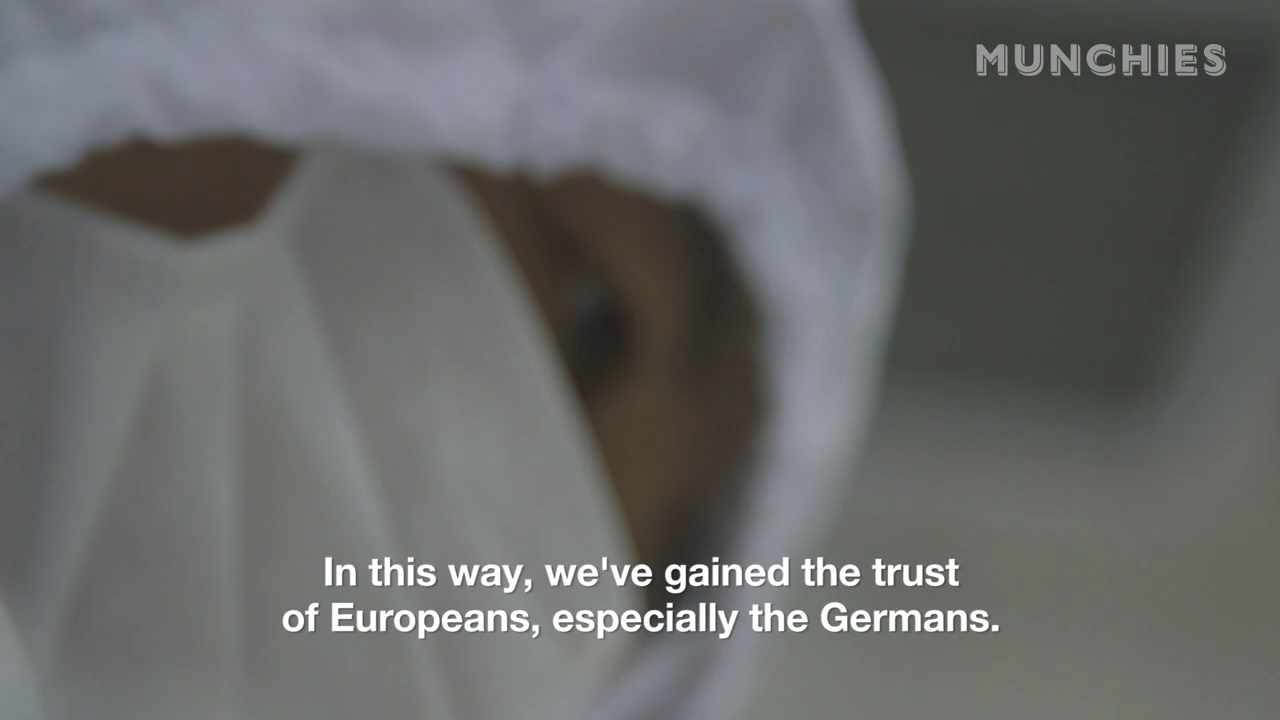 MUNCHIES
In this way, we've gained the trust
of Europeans, especially the Germans.